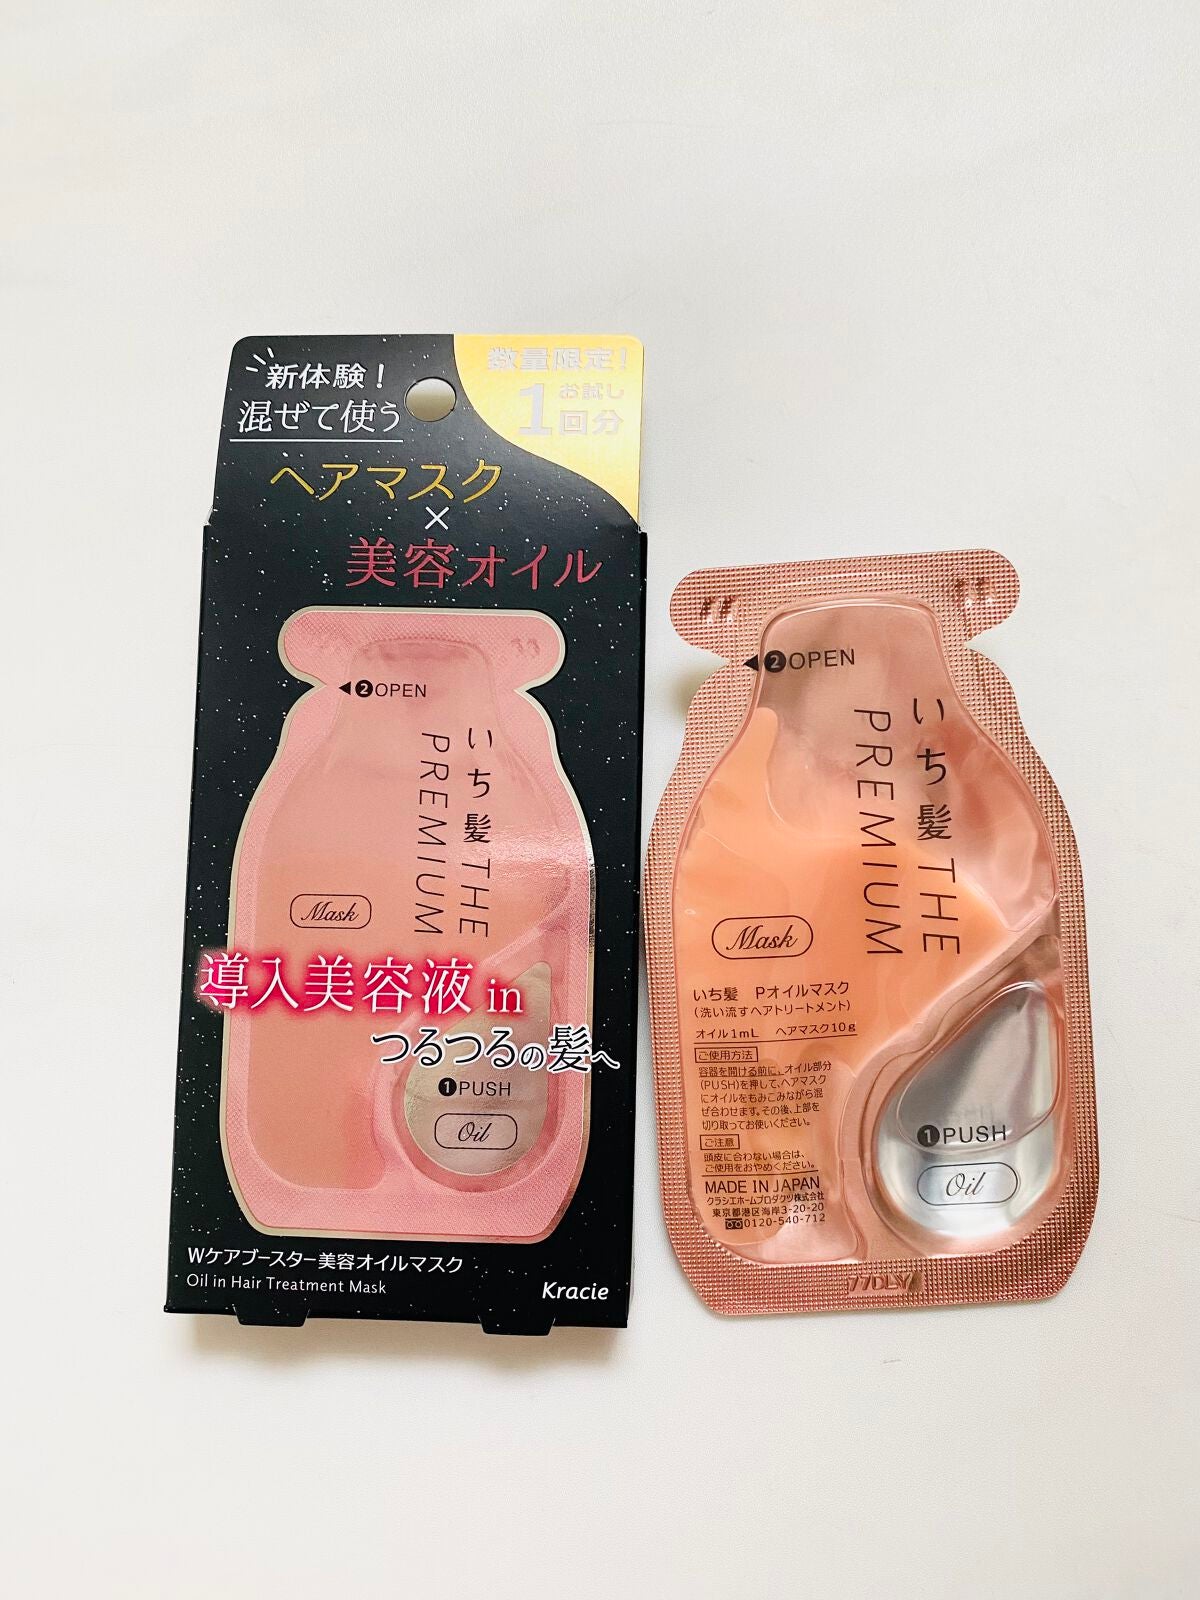 新体験！
混ぜて使う
数量限定！
お試し
1回分
ヘアマスク
×
美容オイル
◀❷OPEN
いち髪 THE
PREMIUM
Mask
導入美容液 in
つるつるの髪へ
❶PUSH
Oil
Wケアブースター美容オイルマスク
Oil in Hair Treatment Mask
Kracie
◀❷OPEN
いち髪 THE
PREMIUM
Mask
いち髪 Pオイルマスク
（洗い流すヘアトリートメント）
オイル1mL ヘアマスク10g
ご使用方法
容器を開ける前に、オイル部分
（PUSH）を押して、ヘアマスク
にオイルをもみこみながら混
ぜ合わせます。その後、上部を
切り取ってお使いください。
ご注意
頭皮に合わない場合は、
ご使用をおやめください。
MADE IN JAPAN
クラシエホームプロダクツ株式会社
東京都港区海岸3-20-20
0120-540-712
❶PUSH
Oil